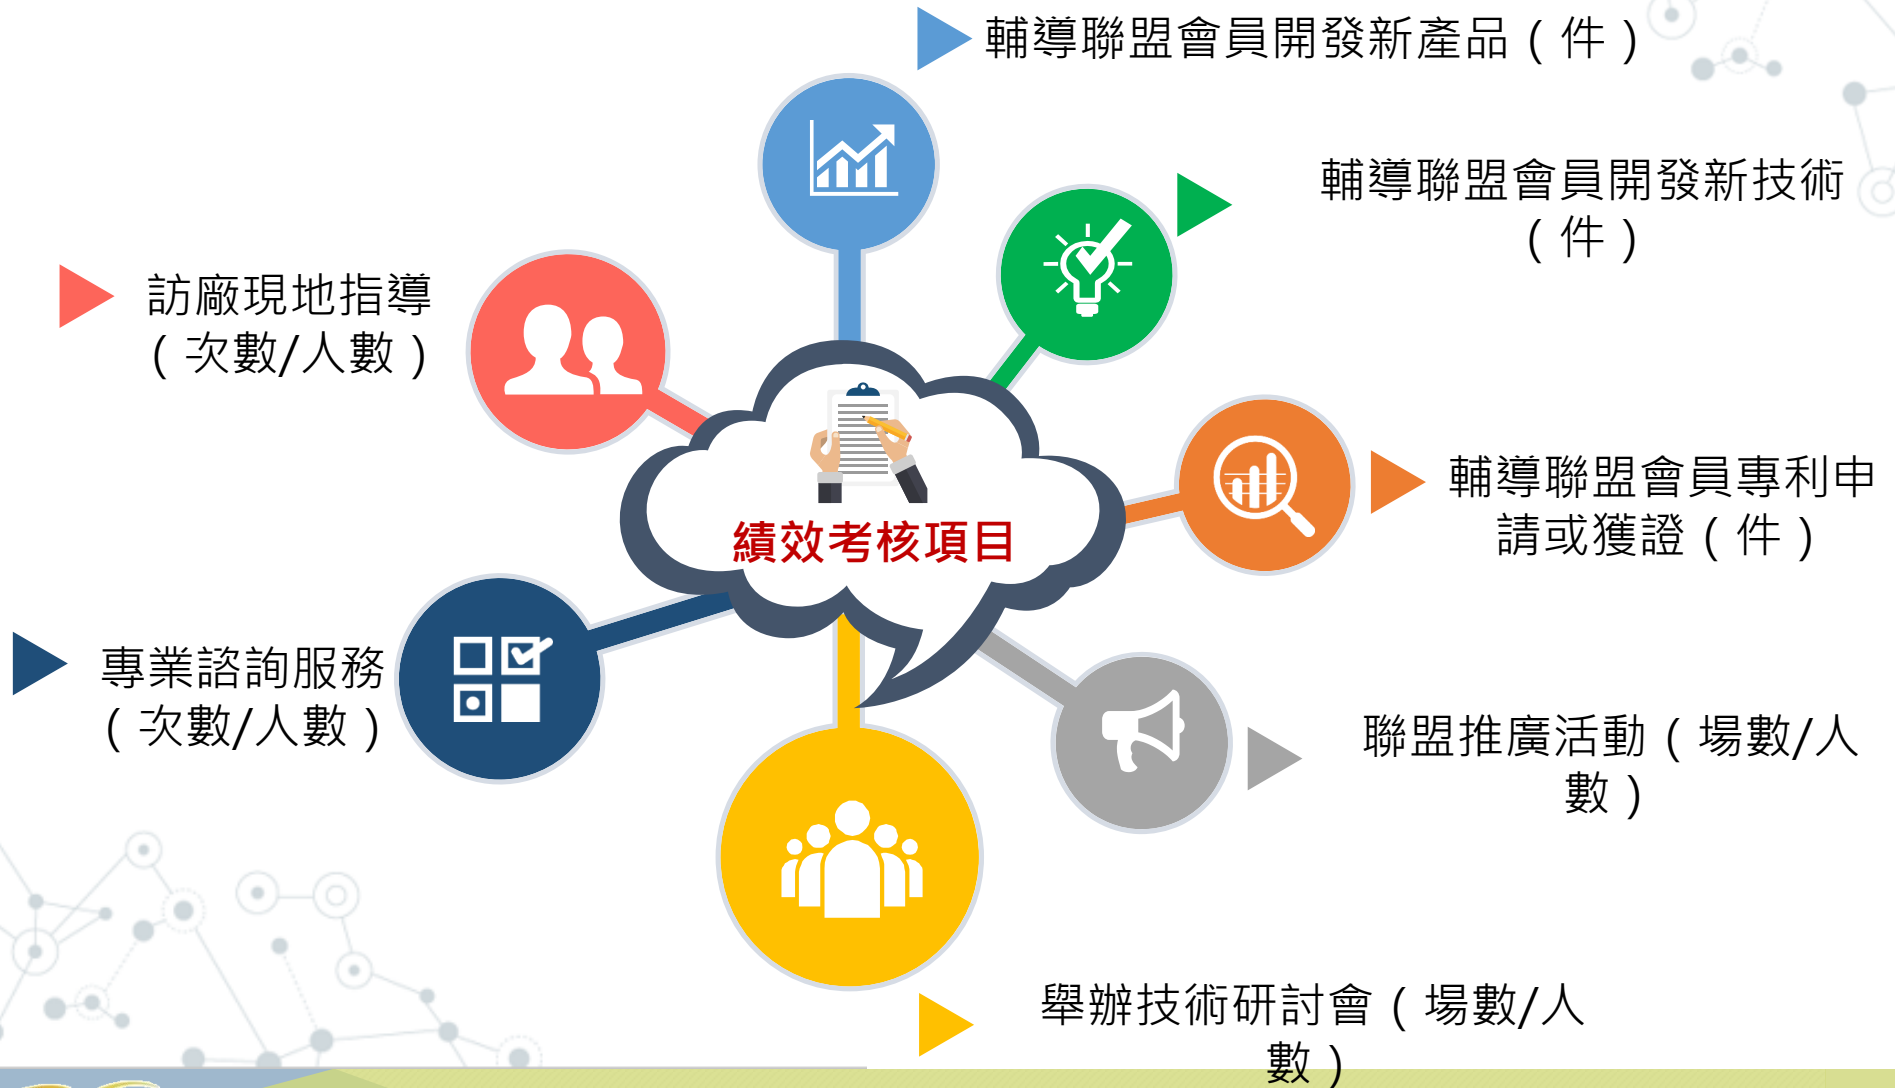 輔導聯盟會員開發新產品（件）
輔導聯盟會員開發新技術
（件）
訪廠現地指導
（次數/人數）
輔導聯盟會員專利申
請或獲證（件）
績效考核項目
專業諮詢服務
（次數/人數）
聯盟推廣活動（場數/人
數）
舉辦技術研討會（場數/人
數）